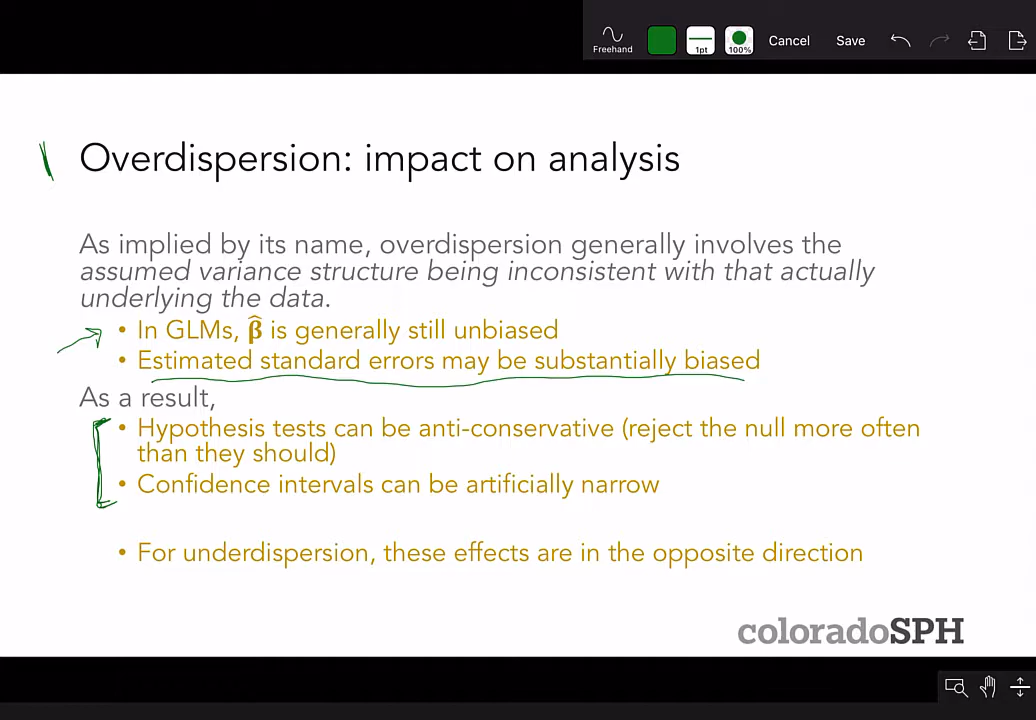 Freehand
1pt
100%
Cancel
Save
Overdispersion: impact on analysis
As implied by its name, overdispersion generally involves the
assumed variance structure being inconsistent with that actually
underlying the data.
• In GLMs, β̂ is generally still unbiased
• Estimated standard errors may be substantially biased
As a result,
• Hypothesis tests can be anti-conservative (reject the null more often
than they should)
• Confidence intervals can be artificially narrow
• For underdispersion, these effects are in the opposite direction
coloradoSPH